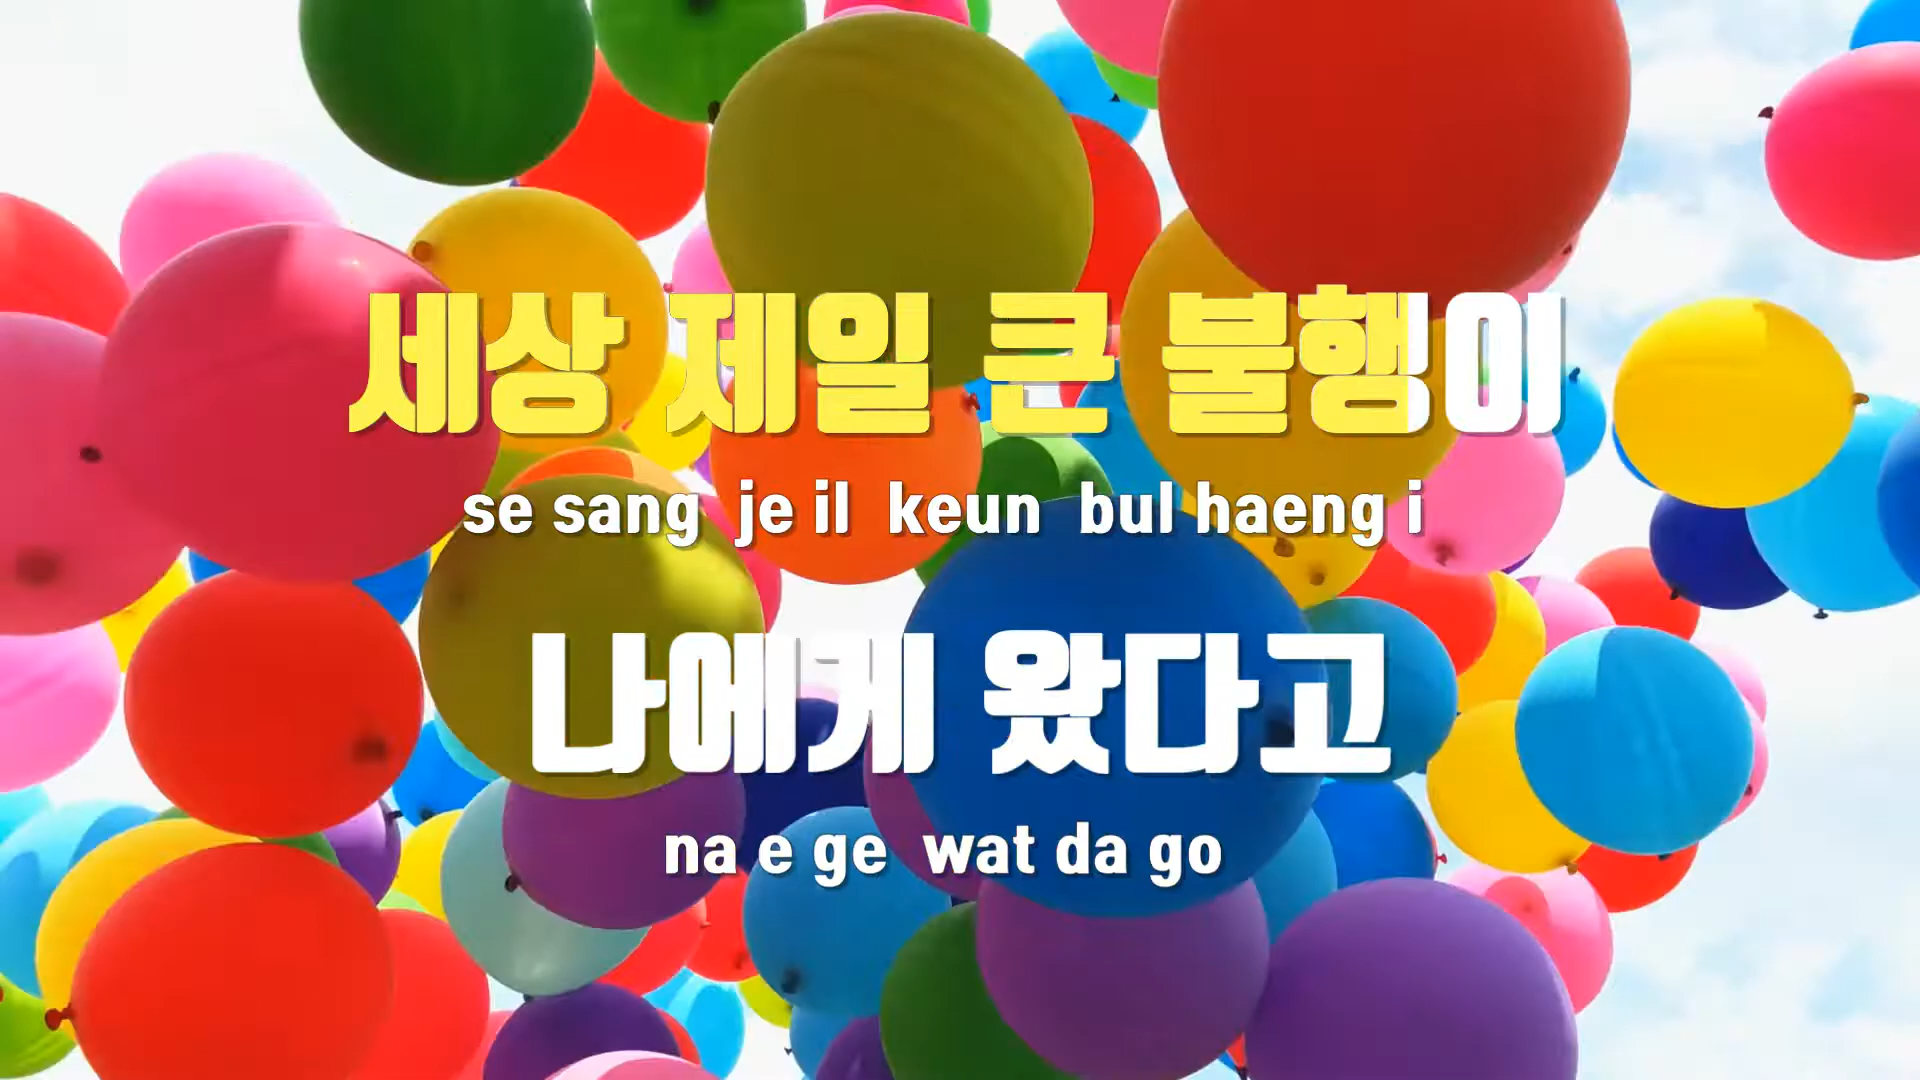 세상 제일 큰 불행이
se sang je il keun bul haeng i
나에게 왔다고
na e ge wat da go